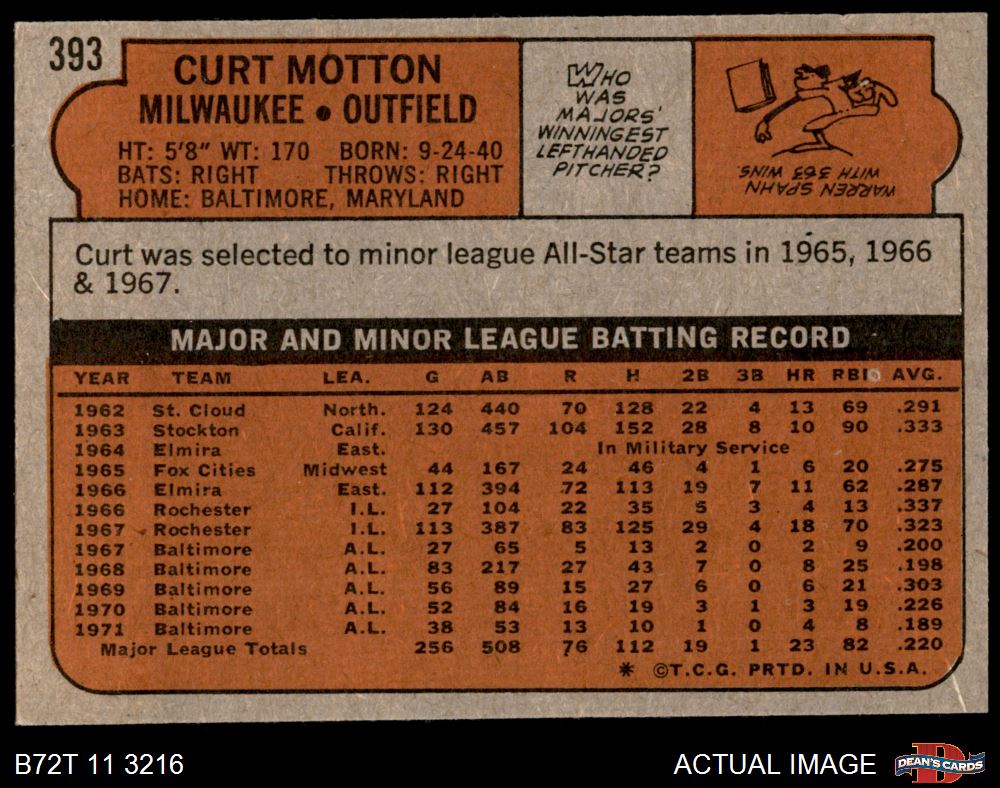 393
CURT MOTTON
MILWAUKEE • OUTFIELD
HT: 5'8" WT: 170 BORN: 9-24-40
BATS: RIGHT THROWS: RIGHT
HOME: BALTIMORE, MARYLAND
WHO
WAS
MAJORS'
WINNINGEST
LEFTHANDED
PITCHER?
WARREN SPAHN
WITH 363 WINS.
Curt was selected to minor league All-Star teams in 1965, 1966
& 1967.
MAJOR AND MINOR LEAGUE BATTING RECORD
YEAR TEAM LEA. G AB R H 2B 3B HR RBI AVG.
1962 St. Cloud North. 124 440 70 128 22 4 13 69 .291
1963 Stockton Calif. 130 457 104 152 28 8 10 90 .333
1964 Elmira East. In Military Service
1965 Fox Cities Midwest 44 167 24 46 4 1 6 20 .275
1966 Elmira East. 112 394 72 113 19 7 11 62 .287
1966 Rochester I.L. 27 104 22 35 5 3 4 13 .337
1967 Rochester I.L. 113 387 83 125 29 4 18 70 .323
1967 Baltimore A.L. 27 65 5 13 2 0 2 9 .200
1968 Baltimore A.L. 83 217 27 43 7 0 8 25 .198
1969 Baltimore A.L. 56 89 15 27 6 0 6 21 .303
1970 Baltimore A.L. 52 84 16 19 3 1 3 19 .226
1971 Baltimore A.L. 38 53 13 10 1 0 4 8 .189
Major League Totals 256 508 76 112 19 1 23 82 .220
* ©T.C.G. PRTD. IN U.S.A.
B72T 11 3216
ACTUAL IMAGE
D
DEAN'S CARDS